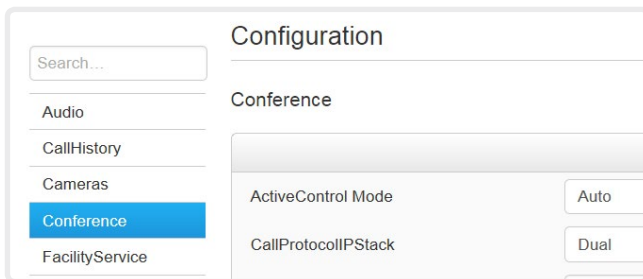 Configuration
Search...
Conference
Audio
CallHistory
Cameras
Conference
FacilityService
ActiveControl Mode
Auto
CallProtocolIPStack
Dual